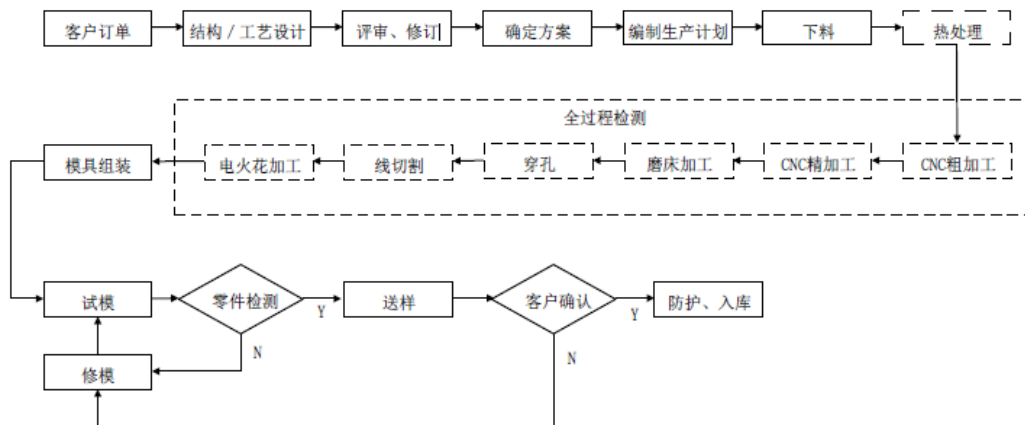 客户订单
结构／工艺设计
评审、修订
确定方案
编制生产计划
下料
热处理
全过程检测
模具组装
电火花加工
线切割
穿孔
磨床加工
CNC精加工
CNC粗加工
试模
零件检测
Y
送样
客户确认
Y
防护、入库
修模
N
N